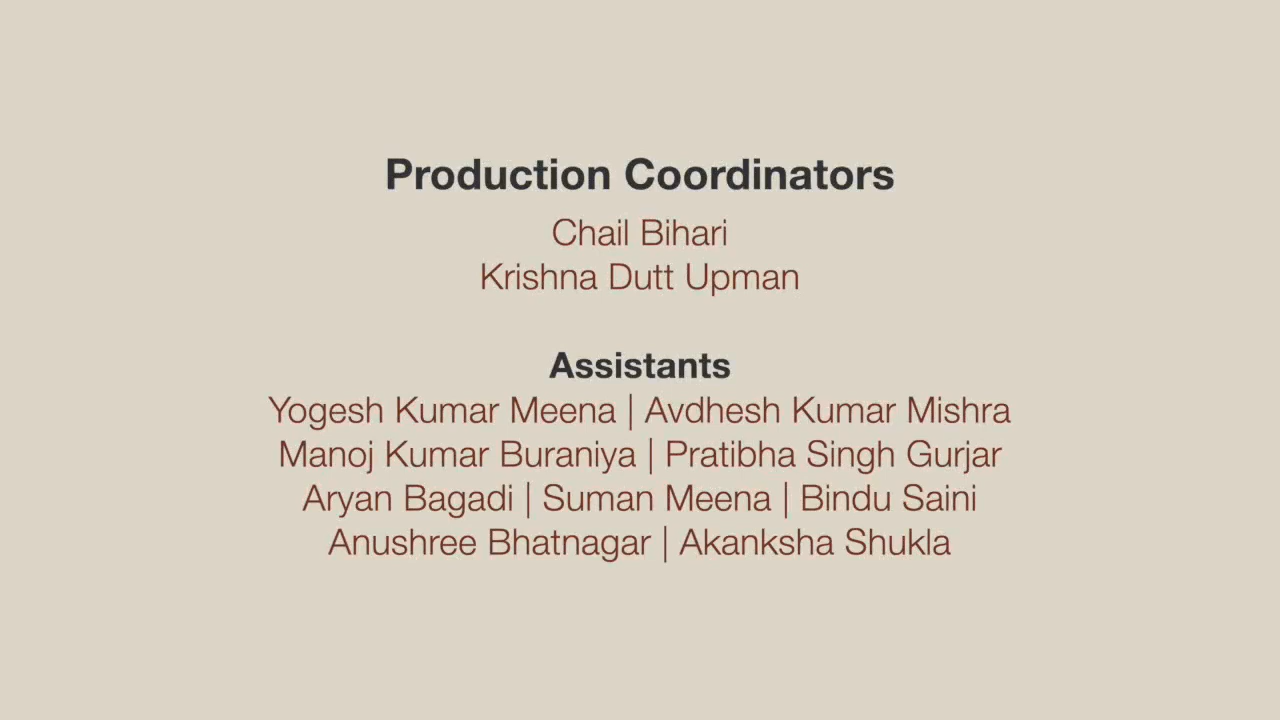 Production Coordinators
Chail Bihari
Krishna Dutt Upman
Assistants
Yogesh Kumar Meena | Avdhesh Kumar Mishra
Manoj Kumar Buraniya | Pratibha Singh Gurjar
Aryan Bagadi | Suman Meena | Bindu Saini
Anushree Bhatnagar | Akanksha Shukla